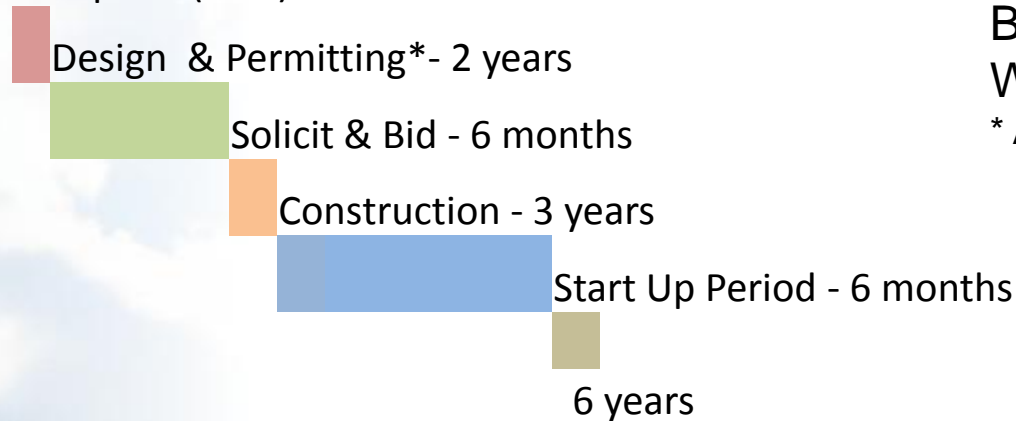 Design & Permitting*- 2 years
Solicit & Bid - 6 months
Construction - 3 years
Start Up Period - 6 months
6 years
B
W
*